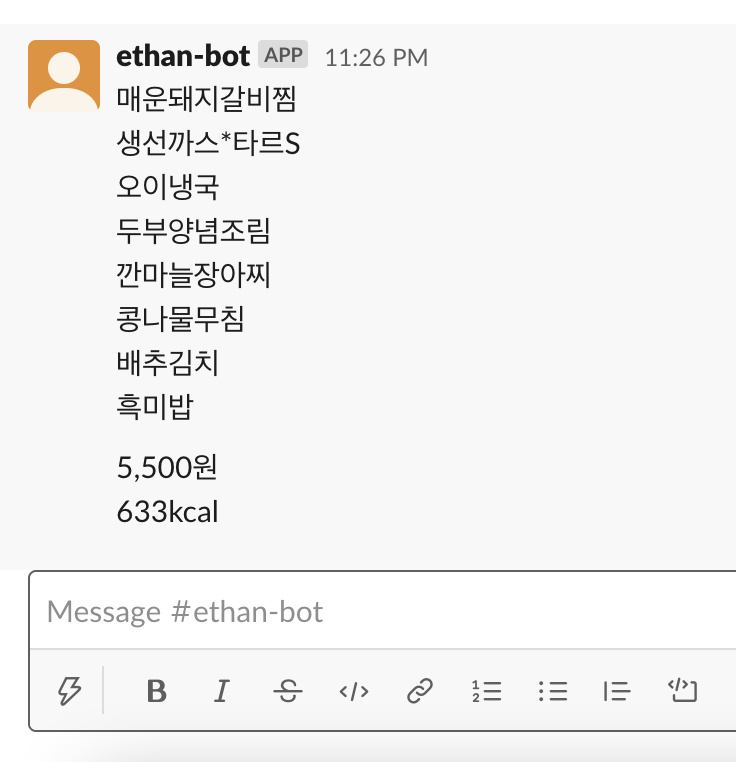 ethan-bot APP 11:26 PM
매운돼지갈비찜
생선까스*타르S
오이냉국
두부양념조림
깐마늘장아찌
콩나물무침
배추김치
흑미밥
5,500원
633kcal
Message #ethan-bot